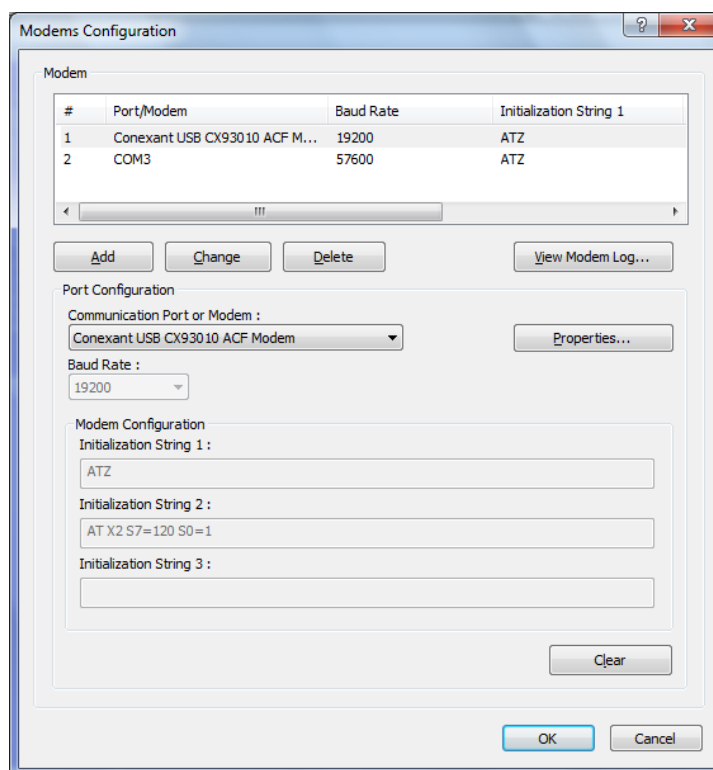 Modems Configuration
Modem
# Port/Modem Baud Rate Initialization String 1
1 Conexant USB CX93010 ACF M... 19200 ATZ
2 COM3 57600 ATZ
Add Change Delete View Modem Log...
Port Configuration
Communication Port or Modem :
Conexant USB CX93010 ACF Modem Properties...
Baud Rate :
19200
Modem Configuration
Initialization String 1 :
ATZ
Initialization String 2 :
AT X2 S7=120 S0=1
Initialization String 3 :
Clear
OK Cancel